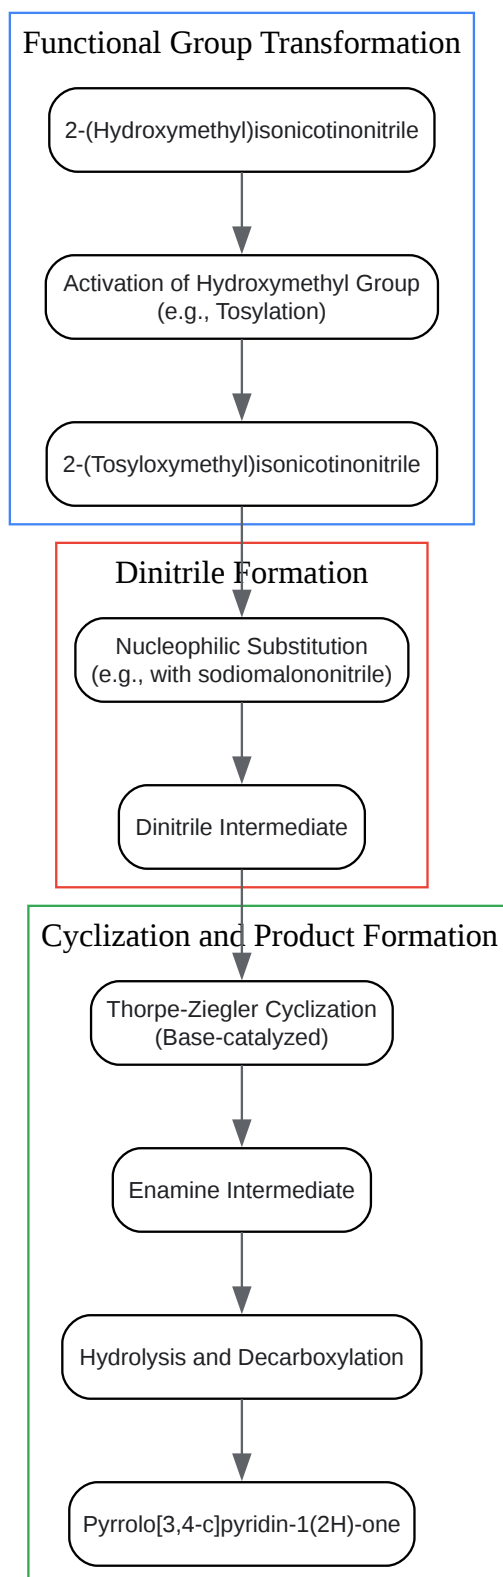 Functional Group Transformation
2-(Hydroxymethyl)isonicotinonitrile
Activation of Hydroxymethyl Group
(e.g., Tosylation)
2-(Tosyloxymethyl)isonicotinonitrile
Dinitrile Formation
Nucleophilic Substitution
(e.g., with sodiomalononitrile)
Dinitrile Intermediate
Cyclization and Product Formation
Thorpe-Ziegler Cyclization
(Base-catalyzed)
Enamine Intermediate
Hydrolysis and Decarboxylation
Pyrrolo[3,4-c]pyridin-1(2H)-one